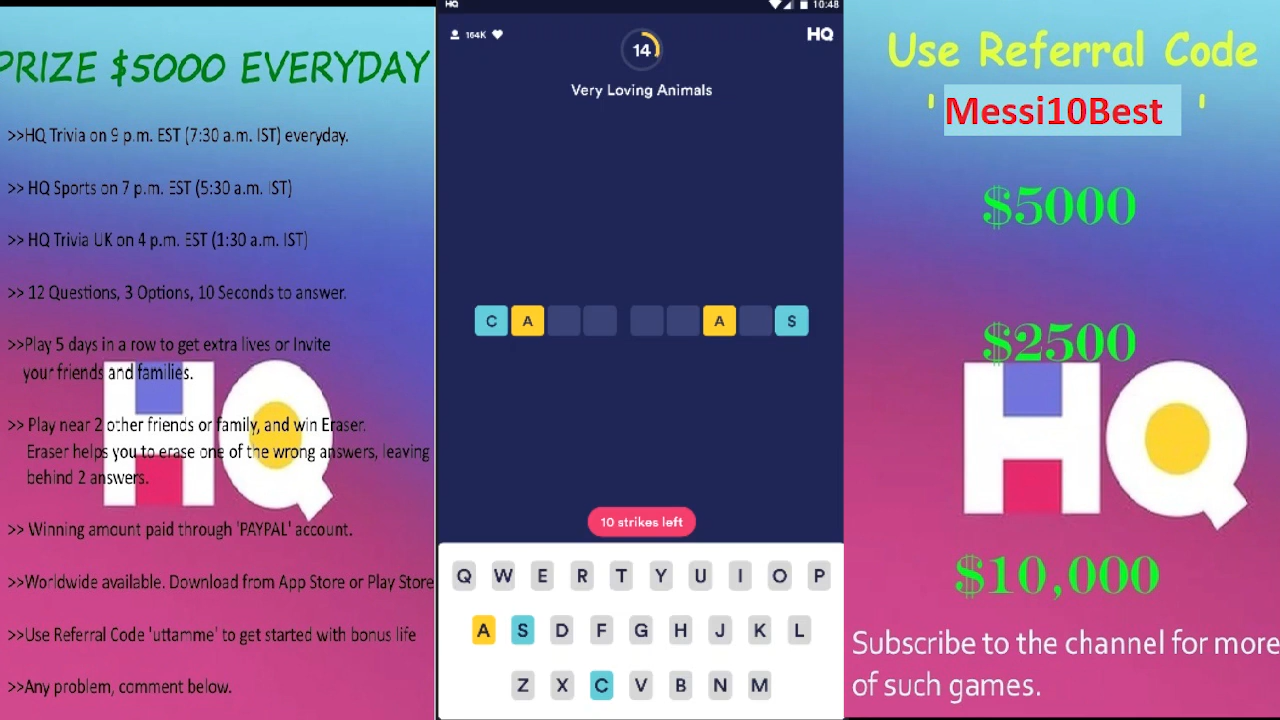 PRIZE $5000 EVERYDAY
>>HQ Trivia on 9 p.m. EST (7:30 a.m. IST) everyday.
>> HQ Sports on 7 p.m. EST (5:30 a.m. IST)
>> HQ Trivia UK on 4 p.m. EST (1:30 a.m. IST)
>> 12 Questions, 3 Options, 10 Seconds to answer.
>>Play 5 days in a row to get extra lives or Invite
your friends and families.
>> Play near 2 other friends or family, and win Eraser.
Eraser helps you to erase one of the wrong answers, leaving
behind 2 answers.
>> Winning amount paid through 'PAYPAL' account.
>>Worldwide available. Download from App Store or Play Store
>>Use Referral Code 'uttamme' to get started with bonus life
>>Any problem, comment below.
HQ
HQ 10:48
164K HQ
14
Very Loving Animals
C A A S
10 strikes left
Q W E R T Y U I O P
A S D F G H J K L
Z X C V B N M
Use Referral Code
' Messi10Best '
$5000
$2500
HQ
$10,000
Subscribe to the channel for more
of such games.